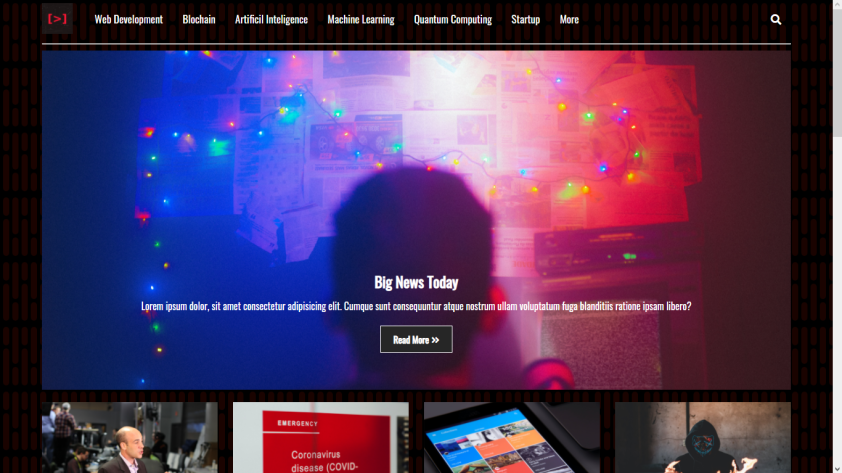 [>]
Web Development Blochain Artificil Inteligence Machine Learning Quantum Computing Startup More
Big News Today
Lorem ipsum dolor, sit amet consectetur adipisicing elit. Cumque sunt consequuntur atque nostrum ullam voluptatum fuga blanditiis ratione ipsam libero?
Read More »
EMERGENCY
Coronavirus
disease (COVID-